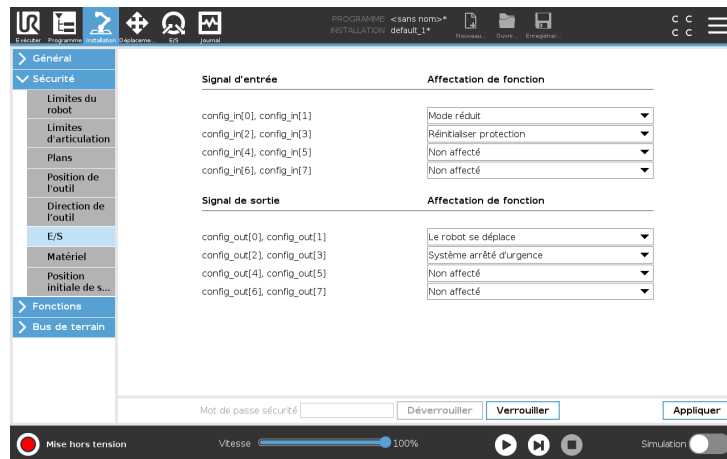 PROGRAMME <sans nom>*
INSTALLATION default_1*
Exécuter Programme Installation Déplaceme... E/S Journal
Nouveau... Ouvrir... Enregistrer...
C C
C C
Général
Sécurité
Limites du
robot
Limites
d'articulation
Plans
Position de
l'outil
Direction de
l'outil
E/S
Matériel
Position
initiale de s...
Fonctions
Bus de terrain
Signal d'entrée Affectation de fonction
config_in[0], config_in[1] Mode réduit
config_in[2], config_in[3] Réinitialiser protection
config_in[4], config_in[5] Non affecté
config_in[6], config_in[7] Non affecté
Signal de sortie Affectation de fonction
config_out[0], config_out[1] Le robot se déplace
config_out[2], config_out[3] Système arrêté d'urgence
config_out[4], config_out[5] Non affecté
config_out[6], config_out[7] Non affecté
Mot de passe sécurité Déverrouiller Verrouiller Appliquer
Mise hors tension Vitesse 100% Simulation